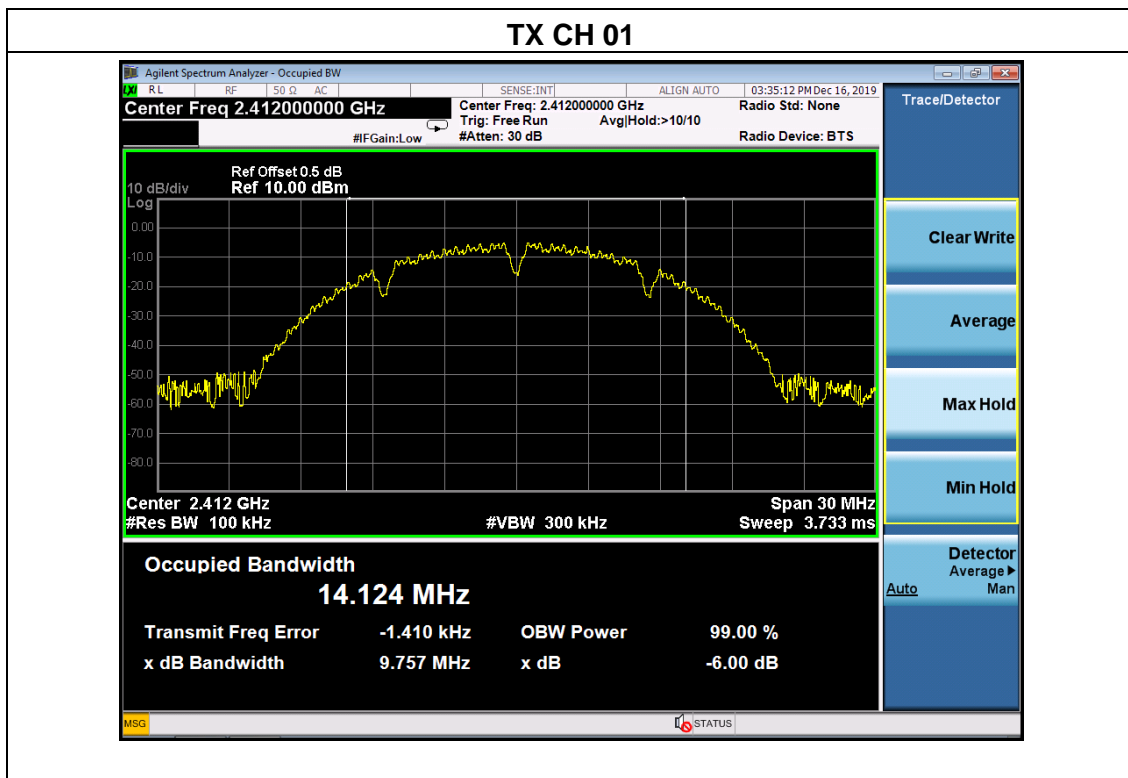 TX CH 01
Agilent Spectrum Analyzer - Occupied BW
LXI RL RF 50 Ω AC SENSE:INT ALIGN AUTO 03:35:12 PM Dec 16, 2019
Center Freq 2.412000000 GHz
Center Freq: 2.412000000 GHz Radio Std: None
Trig: Free Run Avg|Hold:>10/10
#IFGain:Low #Atten: 30 dB Radio Device: BTS
Ref Offset 0.5 dB
10 dB/div Ref 10.00 dBm
Log
0.00
-10.0
-20.0
-30.0
-40.0
-50.0
-60.0
-70.0
-80.0
Center 2.412 GHz Span 30 MHz
#Res BW 100 kHz #VBW 300 kHz Sweep 3.733 ms
Occupied Bandwidth
14.124 MHz
Transmit Freq Error -1.410 kHz OBW Power 99.00 %
x dB Bandwidth 9.757 MHz x dB -6.00 dB
MSG STATUS
Trace/Detector
Clear Write
Average
Max Hold
Min Hold
Detector
Average▶
Auto Man